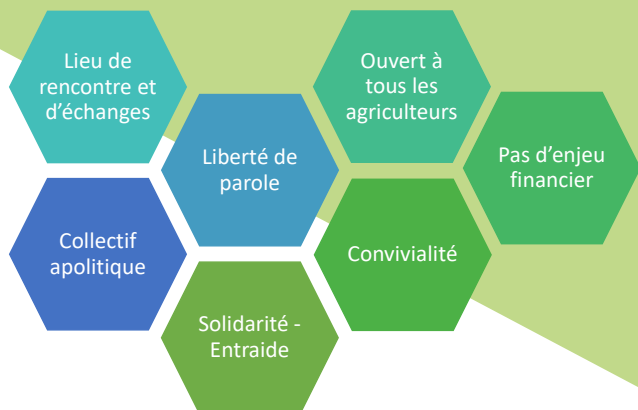 Lieu de
rencontre et
d’échanges
Ouvert à
tous les
agriculteurs
Liberté de
parole
Pas d’enjeu
financier
Collectif
apolitique
Convivialité
Solidarité -
Entraide